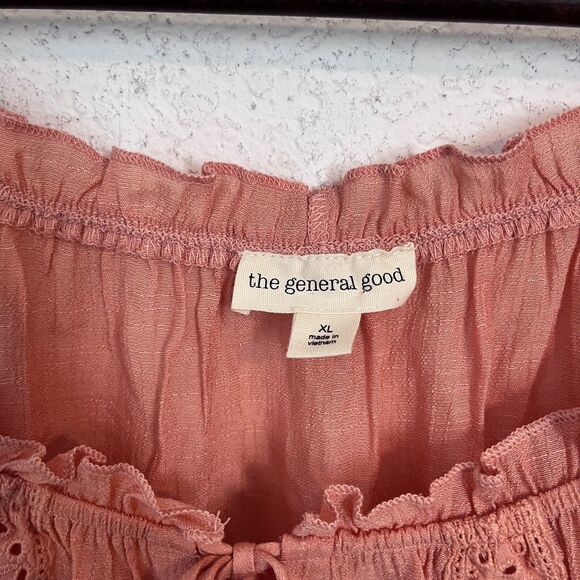 the general good
XL
made in
vietnam